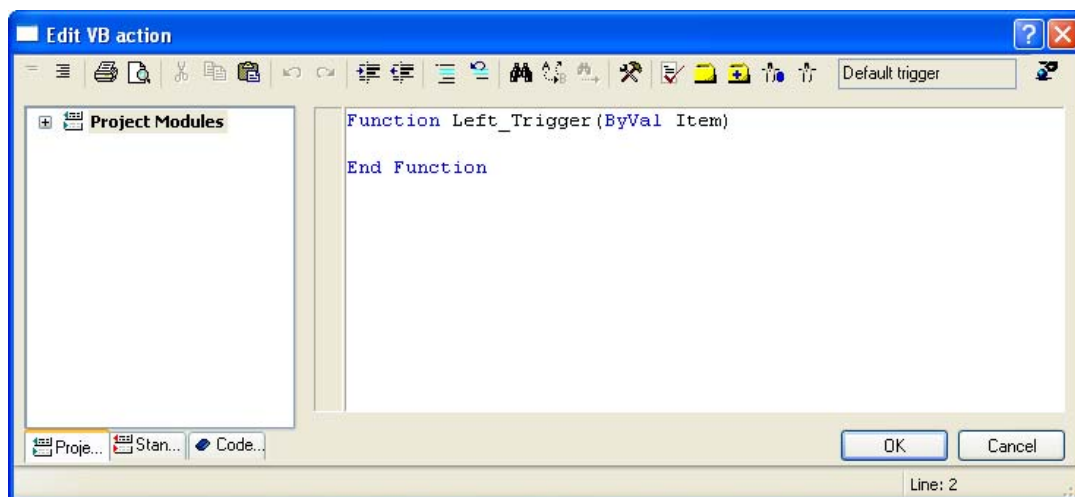 Edit VB action
Default trigger
Project Modules
Function Left_Trigger(ByVal Item)
End Function
Proje... Stan... Code...
OK Cancel
Line: 2